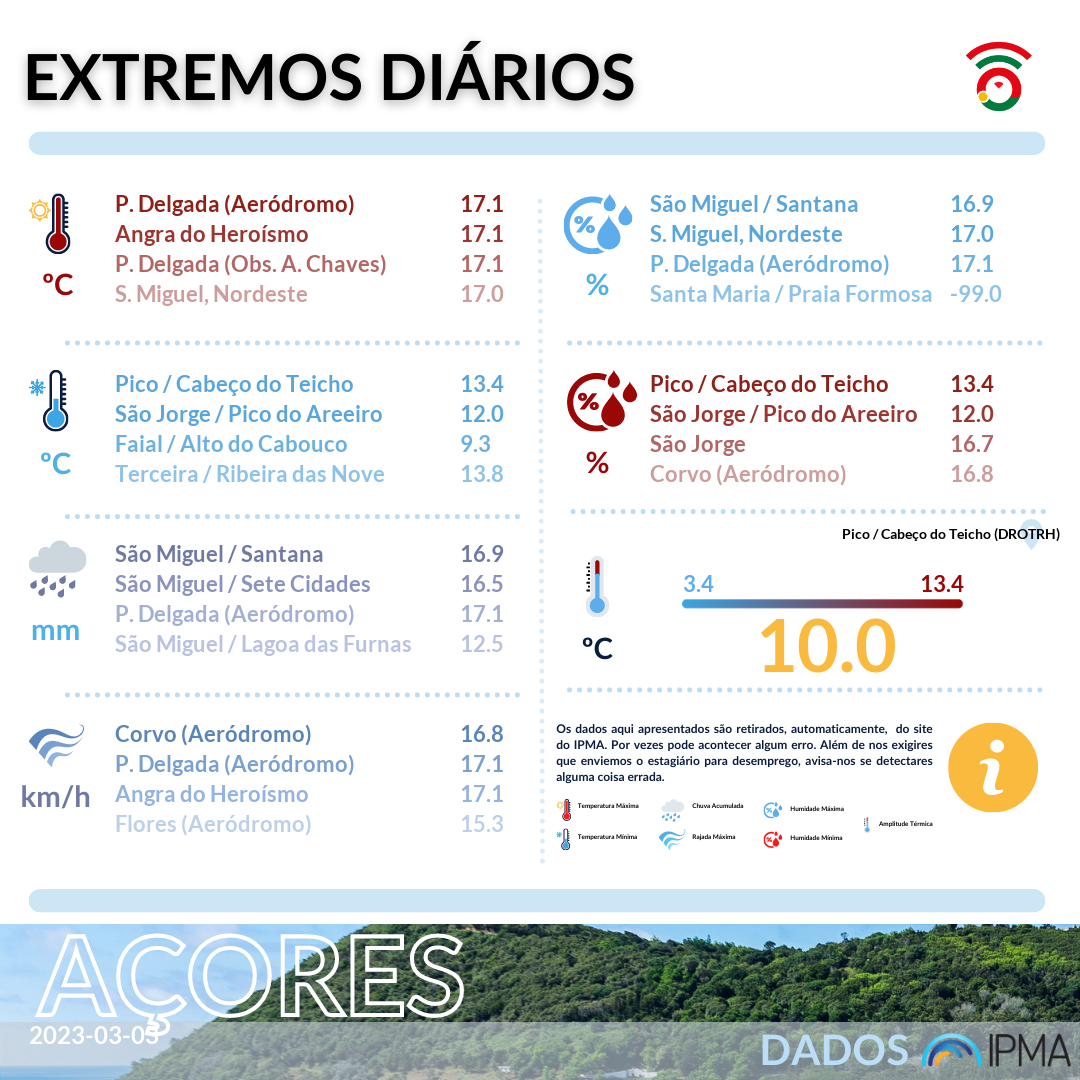 EXTREMOS DIÁRIOS
P. Delgada (Aeródromo) 17.1
Angra do Heroísmo 17.1
P. Delgada (Obs. A. Chaves) 17.1
S. Miguel, Nordeste 17.0
ºC
São Miguel / Santana 16.9
S. Miguel, Nordeste 17.0
P. Delgada (Aeródromo) 17.1
Santa Maria / Praia Formosa -99.0
%
%
Pico / Cabeço do Teicho 13.4
São Jorge / Pico do Areeiro 12.0
Faial / Alto do Cabouco 9.3
Terceira / Ribeira das Nove 13.8
ºC
%
Pico / Cabeço do Teicho 13.4
São Jorge / Pico do Areeiro 12.0
São Jorge 16.7
Corvo (Aeródromo) 16.8
%
São Miguel / Santana 16.9
São Miguel / Sete Cidades 16.5
P. Delgada (Aeródromo) 17.1
São Miguel / Lagoa das Furnas 12.5
mm
Pico / Cabeço do Teicho (DROTRH)
3.4 13.4
10.0
ºC
Corvo (Aeródromo) 16.8
P. Delgada (Aeródromo) 17.1
Angra do Heroísmo 17.1
Flores (Aeródromo) 15.3
km/h
Os dados aqui apresentados são retirados, automaticamente, do site
do IPMA. Por vezes pode acontecer algum erro. Além de nos exigires
que enviemos o estagiário para desemprego, avisa-nos se detectares
alguma coisa errada.
i
Temperatura Máxima
Chuva Acumulada
Humidade Máxima
Amplitude Térmica
Temperatura Mínima
Rajada Máxima
Humidade Mínima
AÇORES
2023-03-05
DADOS IPMA